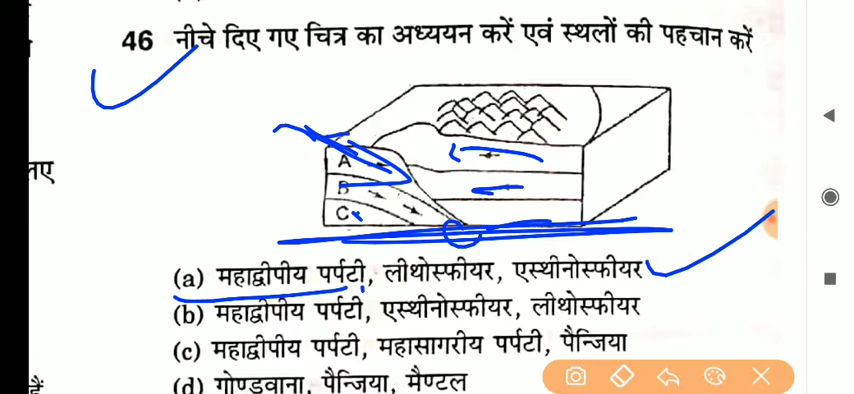 46 नीचे दिए गए चित्र का अध्ययन करें एवं स्थलों की पहचान करें
A
B
C
(a) महाद्वीपीय पर्पटी, लीथोस्फीयर, एस्थीनोस्फीयर
(b) महाद्वीपीय पर्पटी, एस्थीनोस्फीयर, लीथोस्फीयर
(c) महाद्वीपीय पर्पटी, महासागरीय पर्पटी, पैन्जिया
(d) गोण्डवाना, पैन्जिया, मैण्टल